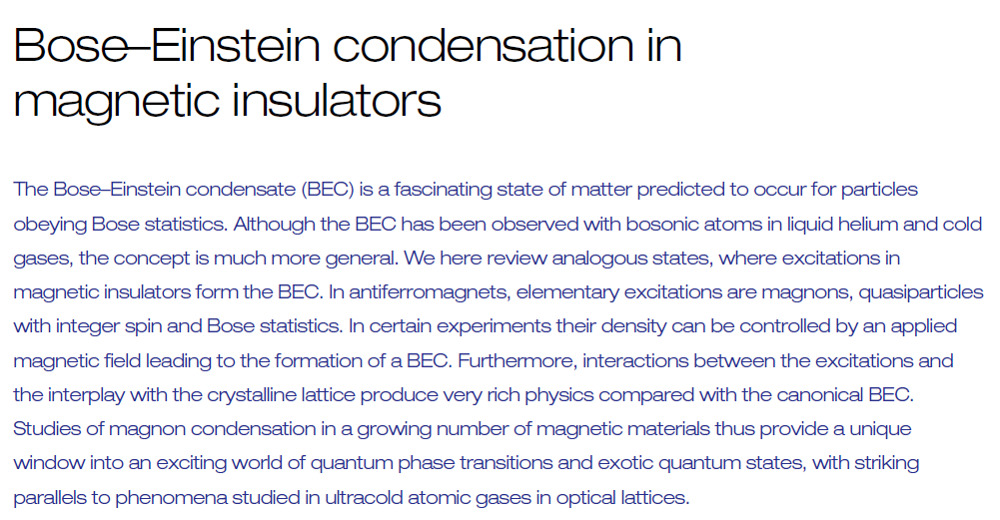 Bose–Einstein condensation in
magnetic insulators
The Bose–Einstein condensate (BEC) is a fascinating state of matter predicted to occur for particles
obeying Bose statistics. Although the BEC has been observed with bosonic atoms in liquid helium and cold
gases, the concept is much more general. We here review analogous states, where excitations in
magnetic insulators form the BEC. In antiferromagnets, elementary excitations are magnons, quasiparticles
with integer spin and Bose statistics. In certain experiments their density can be controlled by an applied
magnetic field leading to the formation of a BEC. Furthermore, interactions between the excitations and
the interplay with the crystalline lattice produce very rich physics compared with the canonical BEC.
Studies of magnon condensation in a growing number of magnetic materials thus provide a unique
window into an exciting world of quantum phase transitions and exotic quantum states, with striking
parallels to phenomena studied in ultracold atomic gases in optical lattices.